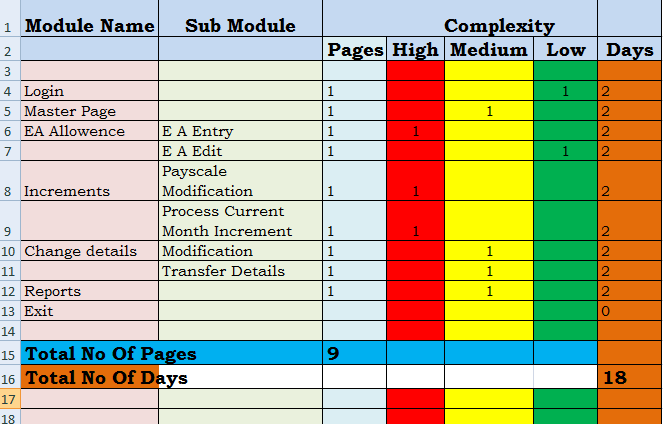 1 Module Name Sub Module Complexity
2 Pages High Medium Low Days
3
4 Login 1 1 2
5 Master Page 1 1 2
6 EA Allowence E A Entry 1 1 2
7 E A Edit 1 1 2
Payscale
8 Increments Modification 1 1 2
Process Current
9 Month Increment 1 1 2
10 Change details Modification 1 1 2
11 Transfer Details 1 1 2
12 Reports 1 1 2
13 Exit 0
14
15 Total No Of Pages 9
16 Total No Of Days 18
17
18